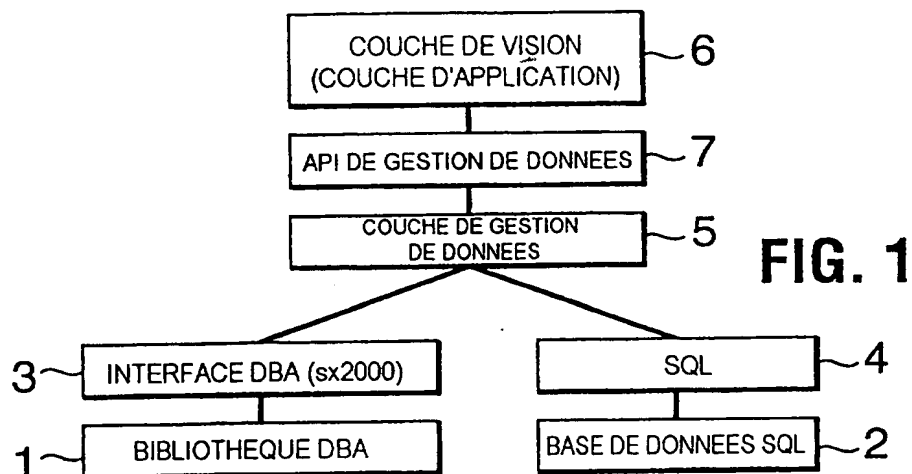 COUCHE DE VISION
(COUCHE D'APPLICATION)
6
API DE GESTION DE DONNEES
7
COUCHE DE GESTION
DE DONNEES
5
FIG. 1
3
INTERFACE DBA (sx2000)
SQL
4
1
BIBLIOTHEQUE DBA
BASE DE DONNEES SQL
2